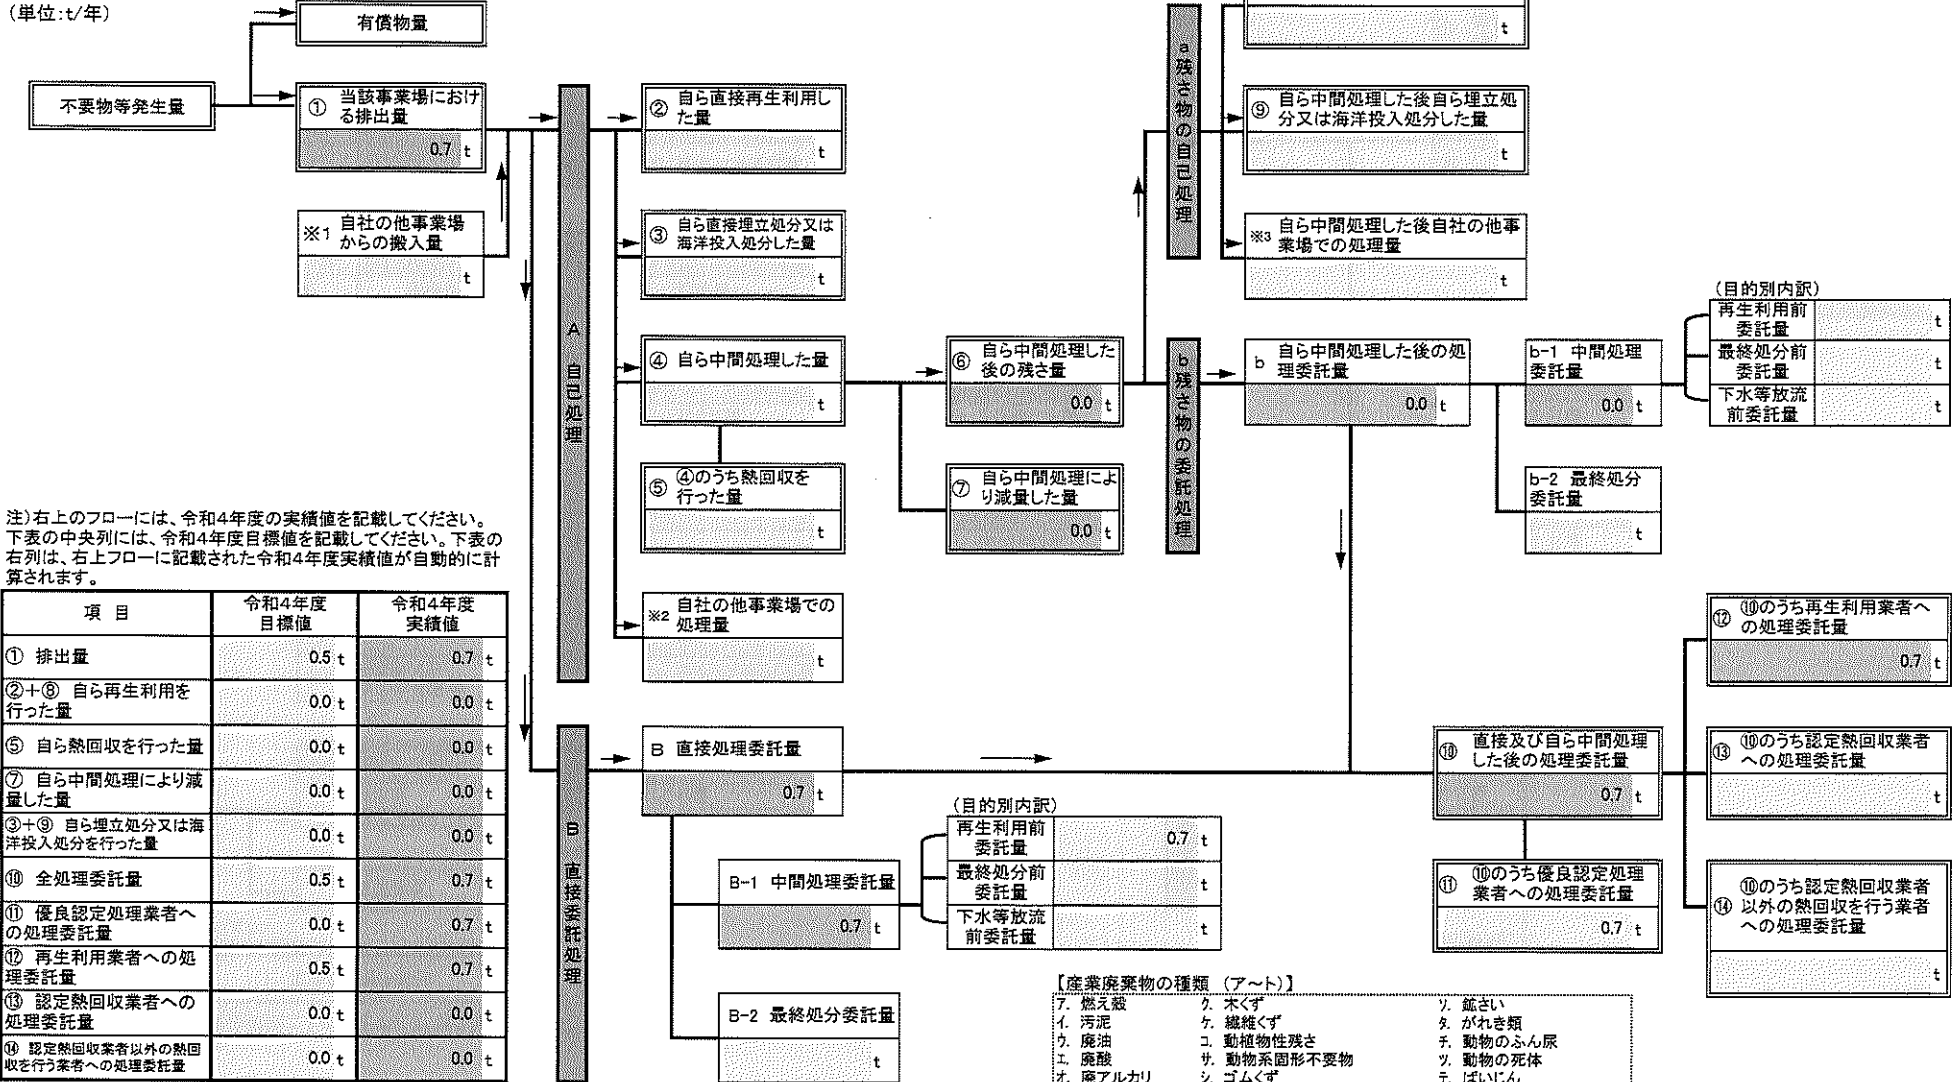 (単位:t/年)
有償物量
不要物等発生量
① 当該事業場におけ
る排出量
0.7 t
※1 自社の他事業場
からの搬入量
t
A 自己処理
② 自ら直接再生利用し
た量
t
③ 自ら直接埋立処分又は
海洋投入処分した量
t
④ 自ら中間処理した量
t
⑤ ④のうち熱回収を
行った量
t
※2 自社の他事業場での
処理量
t
⑥ 自ら中間処理した
後の残さ量
0.0 t
⑦ 自ら中間処理によ
り減量した量
0.0 t
a 残さ物の自己処理
t
⑨ 自ら中間処理した後自ら埋立処
分又は海洋投入処分した量
t
※3 自ら中間処理した後自社の他事
業場での処理量
t
b 残さ物の委託処理
b 自ら中間処理した後の処
理委託量
0.0 t
b-1 中間処理
委託量
0.0 t
(目的別内訳)
再生利用前
委託量
t
最終処分前
委託量
t
下水等放流
前委託量
t
b-2 最終処分
委託量
t
注)右上のフローには、令和4年度の実績値を記載してください。
下表の中央列には、令和4年度目標値を記載してください。下表の
右列は、右上フローに記載された令和4年度実績値が自動的に計
算されます。
項 目
令和4年度
目標値
令和4年度
実績値
① 排出量 0.5 t 0.7 t
②+⑧ 自ら再生利用を
行った量 0.0 t 0.0 t
⑤ 自ら熱回収を行った量 0.0 t 0.0 t
⑦ 自ら中間処理により減
量した量 0.0 t 0.0 t
③+⑨ 自ら埋立処分又は海
洋投入処分を行った量 0.0 t 0.0 t
⑩ 全処理委託量 0.5 t 0.7 t
⑪ 優良認定処理業者へ
の処理委託量 0.0 t 0.7 t
⑫ 再生利用業者への処
理委託量 0.5 t 0.7 t
⑬ 認定熱回収業者への
処理委託量 0.0 t 0.0 t
⑭ 認定熱回収業者以外の熱回
収を行う業者への処理委託量 0.0 t 0.0 t
B 直接委託処理
B 直接処理委託量
0.7 t
B-1 中間処理委託量
0.7 t
(目的別内訳)
再生利用前
委託量
0.7 t
最終処分前
委託量
t
下水等放流
前委託量
t
B-2 最終処分委託量
t
⑩ 直接及び自ら中間処理
した後の処理委託量
0.7 t
⑪ ⑩のうち優良認定処理
業者への処理委託量
0.7 t
⑫ ⑩のうち再生利用業者へ
の処理委託量
0.7 t
⑬ ⑩のうち認定熱回収業者
への処理委託量
t
⑭ ⑩のうち認定熱回収業者
以外の熱回収を行う業者
への処理委託量
t
【産業廃棄物の種類 (ア~ト)】
ア. 燃え殻 ク. 木くず ソ. 鉱さい
イ. 汚泥 ケ. 繊維くず タ. がれき類
ウ. 廃油 コ. 動植物性残さ チ. 動物のふん尿
エ. 廃酸 サ. 動物系固形不要物 ツ. 動物の死体
オ. 廃アルカリ シ. ゴムくず テ. ばいじん